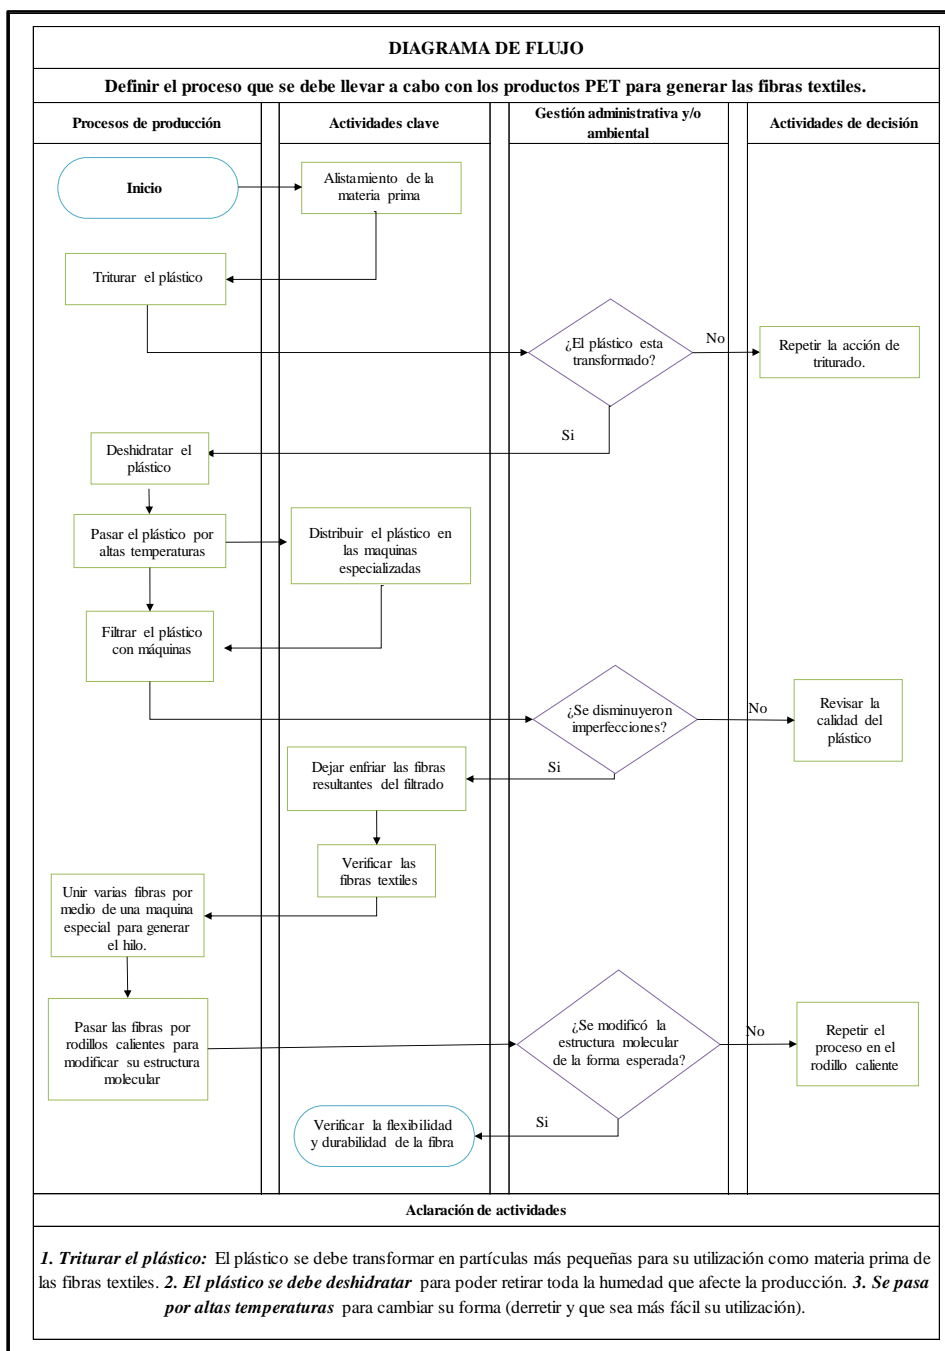 DIAGRAMA DE FLUJO
Definir el proceso que se debe llevar a cabo con los productos PET para generar las fibras textiles.
Procesos de producción
Actividades clave
Gestión administrativa y/o
ambiental
Actividades de decisión
Inicio
Alistamiento de la
materia prima
Triturar el plástico
¿El plástico esta
transformado?
No
Repetir la acción de
triturado.
Si
Deshidratar el
plástico
Pasar el plástico por
altas temperaturas
Distribuir el plástico en
las maquinas
especializadas
Filtrar el plástico
con máquinas
¿Se disminuyeron
imperfecciones?
No
Revisar la
calidad del
plástico
Si
Dejar enfriar las fibras
resultantes del filtrado
Verificar las
fibras textiles
Unir varias fibras por
medio de una maquina
especial para generar
el hilo.
Pasar las fibras por
rodillos calientes para
modificar su estructura
molecular
¿Se modificó la
estructura molecular
de la forma esperada?
No
Repetir el
proceso en el
rodillo caliente
Si
Verificar la flexibilidad
y durabilidad de la fibra
Aclaración de actividades
1. Triturar el plástico: El plástico se debe transformar en partículas más pequeñas para su utilización como materia prima de
las fibras textiles. 2. El plástico se debe deshidratar para poder retirar toda la humedad que afecte la producción. 3. Se pasa
por altas temperaturas para cambiar su forma (derretir y que sea más fácil su utilización).